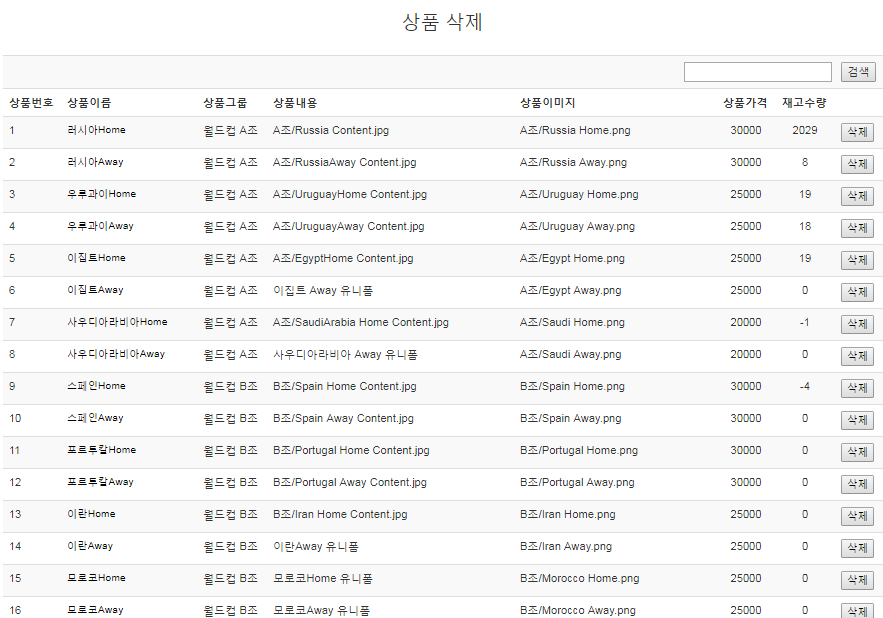 상품 삭제
검색
상품번호 상품이름 상품그룹 상품내용 상품이미지 상품가격 재고수량
1 러시아Home 월드컵 A조 A조/Russia Content.jpg A조/Russia Home.png 30000 2029 삭제
2 러시아Away 월드컵 A조 A조/RussiaAway Content.jpg A조/Russia Away.png 30000 8 삭제
3 우루과이Home 월드컵 A조 A조/UruguayHome Content.jpg A조/Uruguay Home.png 25000 19 삭제
4 우루과이Away 월드컵 A조 A조/UruguayAway Content.jpg A조/Uruguay Away.png 25000 18 삭제
5 이집트Home 월드컵 A조 A조/EgyptHome Content.jpg A조/Egypt Home.png 25000 19 삭제
6 이집트Away 월드컵 A조 이집트 Away 유니폼 A조/Egypt Away.png 25000 0 삭제
7 사우디아라비아Home 월드컵 A조 A조/SaudiArabia Home Content.jpg A조/Saudi Home.png 20000 -1 삭제
8 사우디아라비아Away 월드컵 A조 사우디아라비아 Away 유니폼 A조/Saudi Away.png 20000 0 삭제
9 스페인Home 월드컵 B조 B조/Spain Home Content.jpg B조/Spain Home.png 30000 -4 삭제
10 스페인Away 월드컵 B조 B조/Spain Away Content.jpg B조/Spain Away.png 30000 0 삭제
11 포르투칼Home 월드컵 B조 B조/Portugal Home Content.jpg B조/Portugal Home.png 30000 0 삭제
12 포르투칼Away 월드컵 B조 B조/Portugal Away Content.jpg B조/Portugal Away.png 30000 0 삭제
13 이란Home 월드컵 B조 B조/Iran Home Content.jpg B조/Iran Home.png 25000 0 삭제
14 이란Away 월드컵 B조 이란Away 유니폼 B조/Iran Away.png 25000 0 삭제
15 모로코Home 월드컵 B조 모로코Home 유니폼 B조/Morocco Home.png 25000 0 삭제
16 모로코Away 월드컵 B조 모로코Away 유니폼 B조/Morocco Away.png 25000 0 삭제